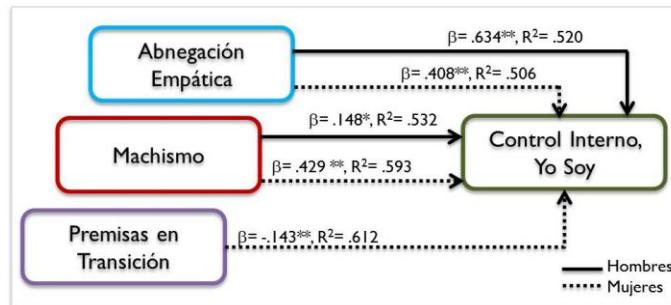 Abnegación
Empática
β= .634**, R²= .520
β= .408**, R²= .506
Machismo
β= .148*, R²= .532
β= .429 **, R²= .593
Control Interno,
Yo Soy
Premisas en
Transición
β= -.143**, R²= .612
Hombres
Mujeres